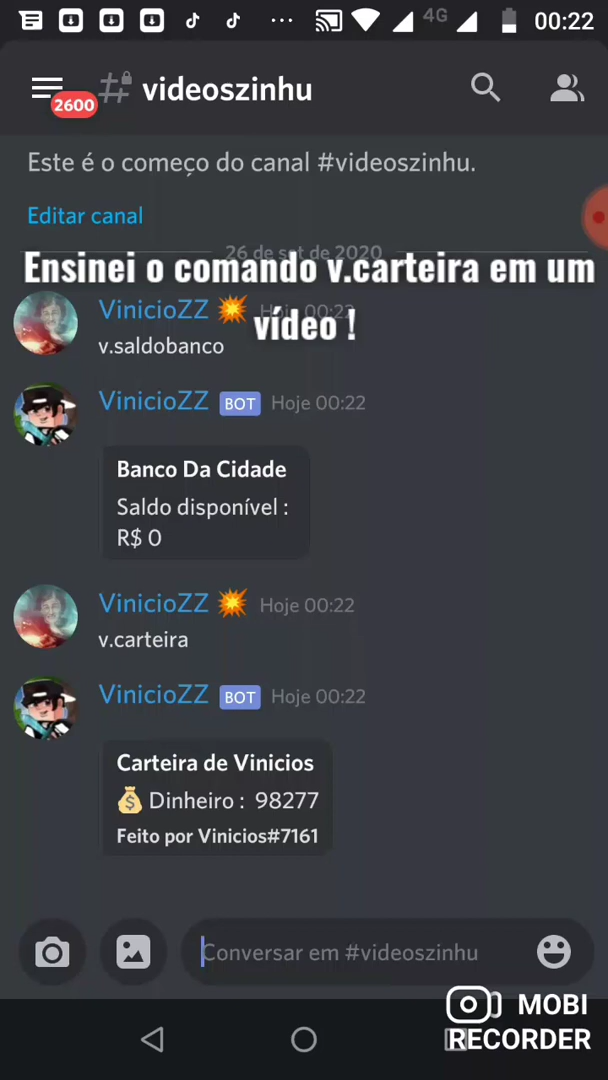 4G 00:22
2600 videoszinhu
Este é o começo do canal #videoszinhu.
Editar canal
26 de set de 2020
Ensinei o comando v.carteira em um
vídeo !
VinicioZZ 💥 Hoje 00:22
v.saldobanco
VinicioZZ BOT Hoje 00:22
Banco Da Cidade
Saldo disponível :
R$ 0
VinicioZZ 💥 Hoje 00:22
v.carteira
VinicioZZ BOT Hoje 00:22
Carteira de Vinicios
💰 Dinheiro : 98277
Feito por Vinicios#7161
Conversar em #videoszinhu
MOBI
RECORDER